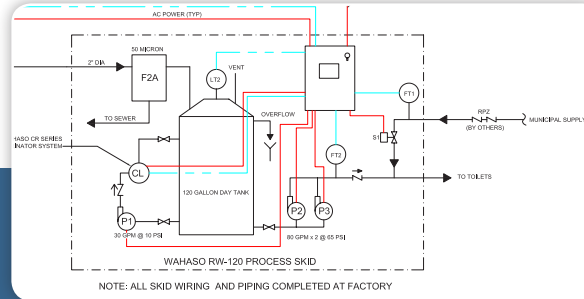 AC POWER (TYP)
50 MICRON
2" DIA
F2A
VENT
LT2
FT1
RPZ
(BY OTHERS)
MUNICIPAL SUPPLY
TO SEWER
OVERFLOW
S1
CR SERIES
SYSTEM
CL
FT2
TO TOILETS
120 GALLON DAY TANK
P1
P2
P3
30 GPM @ 10 PSI
80 GPM x 2 @ 65 PSI
WAHASO RW-120 PROCESS SKID
NOTE: ALL SKID WIRING AND PIPING COMPLETED AT FACTORY